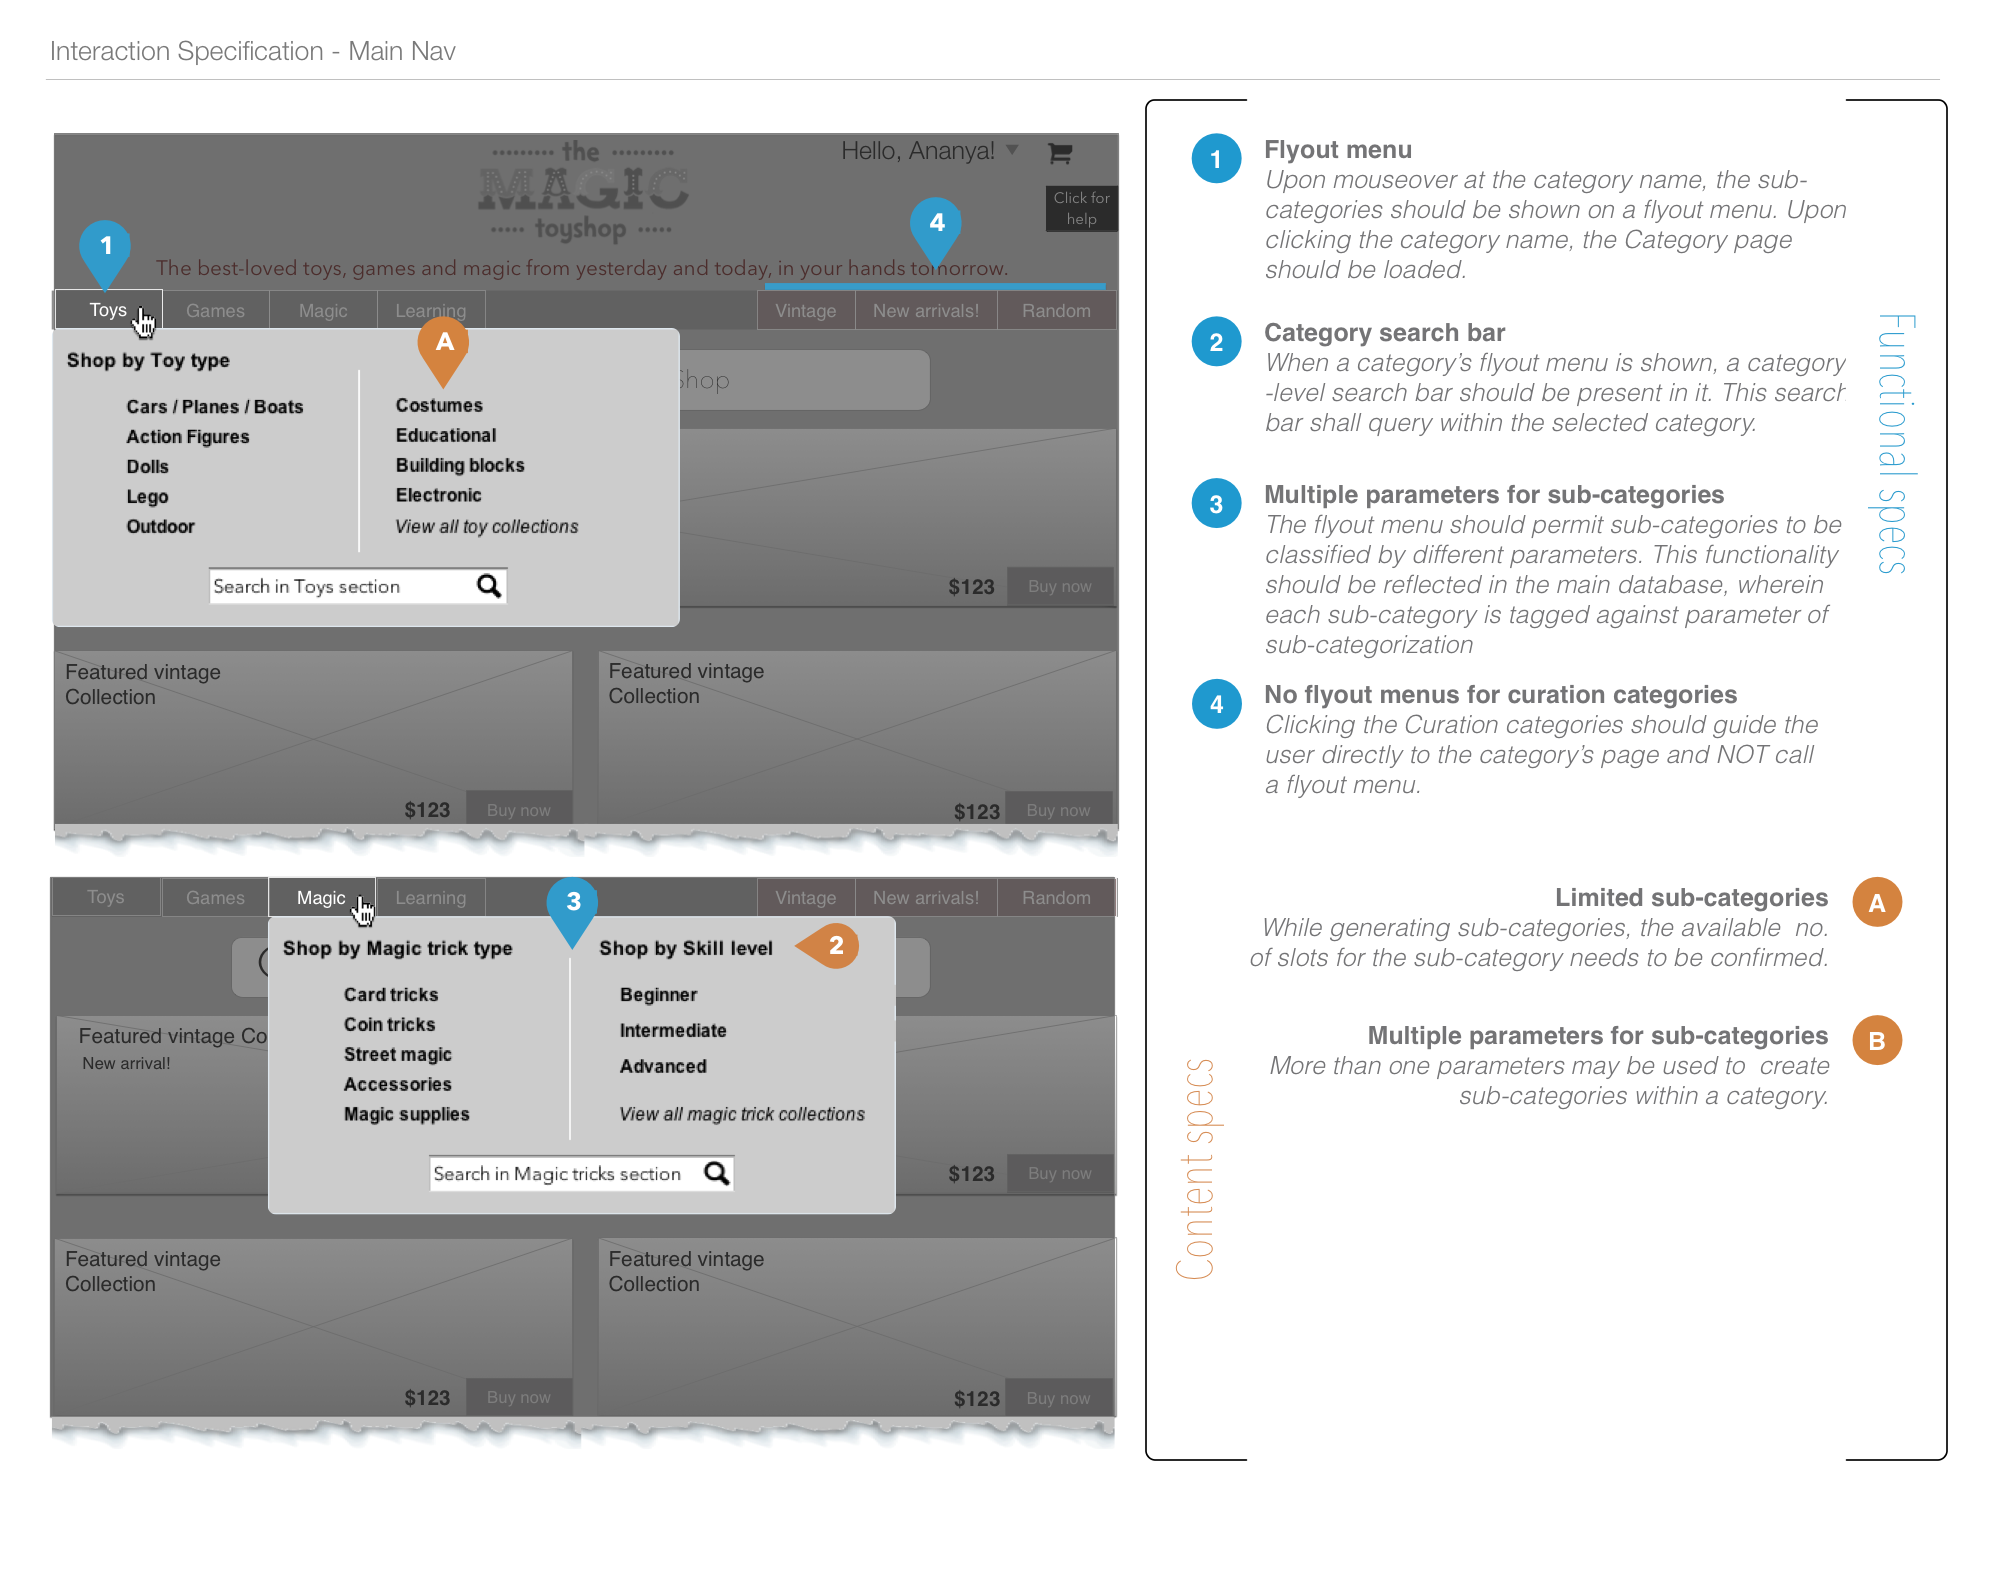 Interaction Specification - Main Nav
the
MAGIC
toyshop
Hello, Ananya!
Click for
help
1
4
The best-loved toys, games and magic from yesterday and today, in your hands tomorrow.
Toys
Games
Magic
Learning
Vintage
New arrivals!
Random
A
Shop by Toy type
Cars / Planes / Boats
Action Figures
Dolls
Lego
Outdoor
Costumes
Educational
Building blocks
Electronic
View all toy collections
Search in Toys section
Shop
$123
Buy now
Featured vintage
Collection
$123
Buy now
Featured vintage
Collection
$123
Buy now
Toys
Games
Magic
Learning
Vintage
New arrivals!
Random
3
2
Shop by Magic trick type
Card tricks
Coin tricks
Street magic
Accessories
Magic supplies
Shop by Skill level
Beginner
Intermediate
Advanced
View all magic trick collections
Search in Magic tricks section
Featured vintage Co
New arrival!
$123
Buy now
Featured vintage
Collection
$123
Buy now
Featured vintage
Collection
$123
Buy now
Functional specs
1
Flyout menu
Upon mouseover at the category name, the sub-
categories should be shown on a flyout menu. Upon
clicking the category name, the Category page
should be loaded.
2
Category search bar
When a category's flyout menu is shown, a category
-level search bar should be present in it. This search
bar shall query within the selected category.
3
Multiple parameters for sub-categories
The flyout menu should permit sub-categories to be
classified by different parameters. This functionality
should be reflected in the main database, wherein
each sub-category is tagged against parameter of
sub-categorization
4
No flyout menus for curation categories
Clicking the Curation categories should guide the
user directly to the category's page and NOT call
a flyout menu.
Content specs
Limited sub-categories
A
While generating sub-categories, the available  no.
of slots for the sub-category needs to be confirmed.
Multiple parameters for sub-categories
B
More than one parameters may be used to  create
sub-categories within a category.